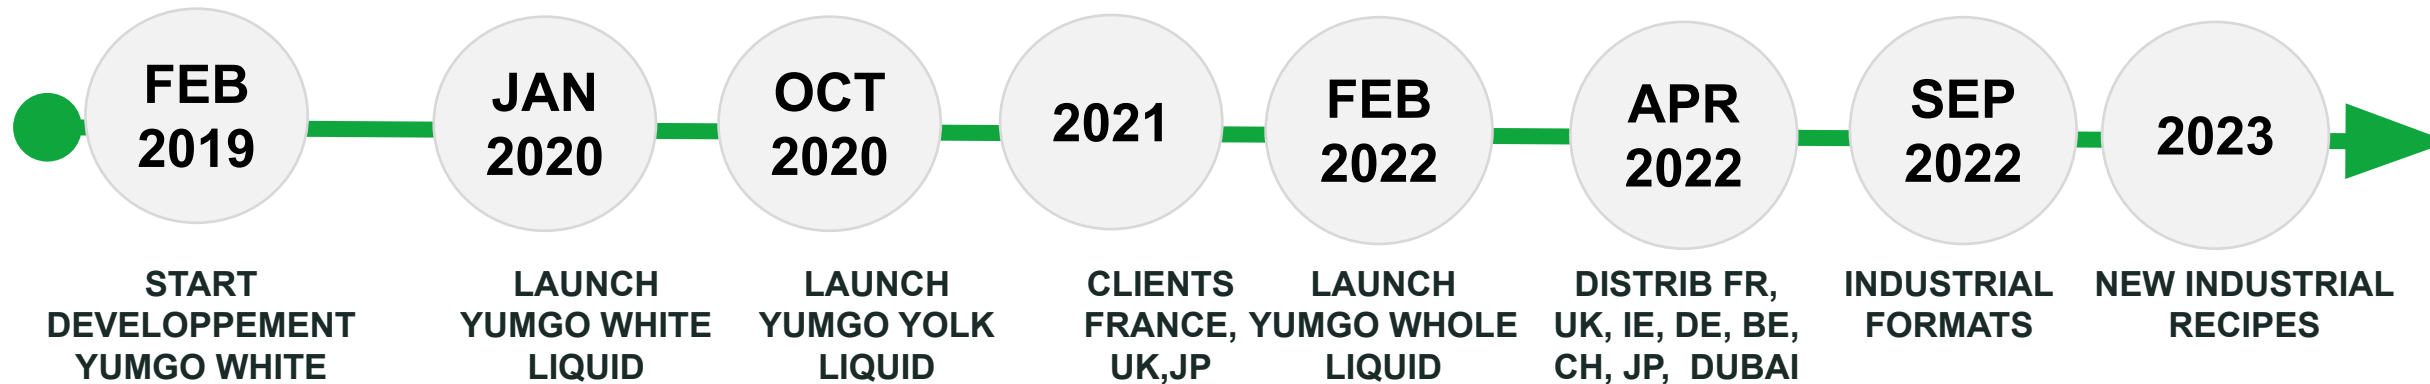 FEB
2019
JAN
2020
OCT
2020
2021
FEB
2022
APR
2022
SEP
2022
2023
START
DEVELOPPEMENT
YUMGO WHITE
LAUNCH
YUMGO WHITE
LIQUID
LAUNCH
YUMGO YOLK
LIQUID
CLIENTS
FRANCE,
UK,JP
LAUNCH
YUMGO WHOLE
LIQUID
DISTRIB FR,
UK, IE, DE, BE,
CH, JP, DUBAI
INDUSTRIAL
FORMATS
NEW INDUSTRIAL
RECIPES